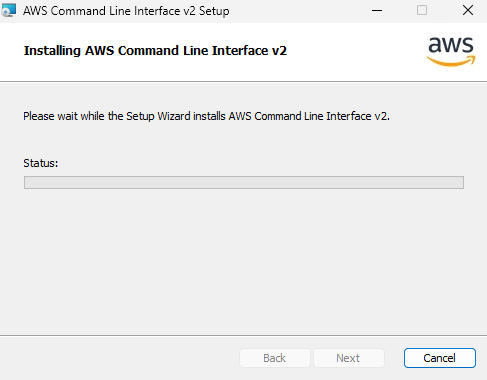 AWS Command Line Interface v2 Setup
Installing AWS Command Line Interface v2
aws
Please wait while the Setup Wizard installs AWS Command Line Interface v2.
Status:
Back Next Cancel